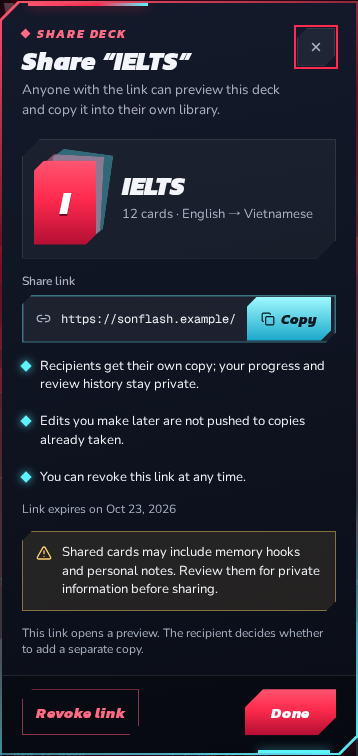 SHARE DECK
Share “IELTS”
Anyone with the link can preview this deck
and copy it into their own library.
I
IELTS
12 cards · English → Vietnamese
Share link
https://sonflash.example/
Copy
Recipients get their own copy; your progress and
review history stay private.
Edits you make later are not pushed to copies
already taken.
You can revoke this link at any time.
Link expires on Oct 23, 2026
Shared cards may include memory hooks
and personal notes. Review them for private
information before sharing.
This link opens a preview. The recipient decides whether
to add a separate copy.
Revoke link
Done